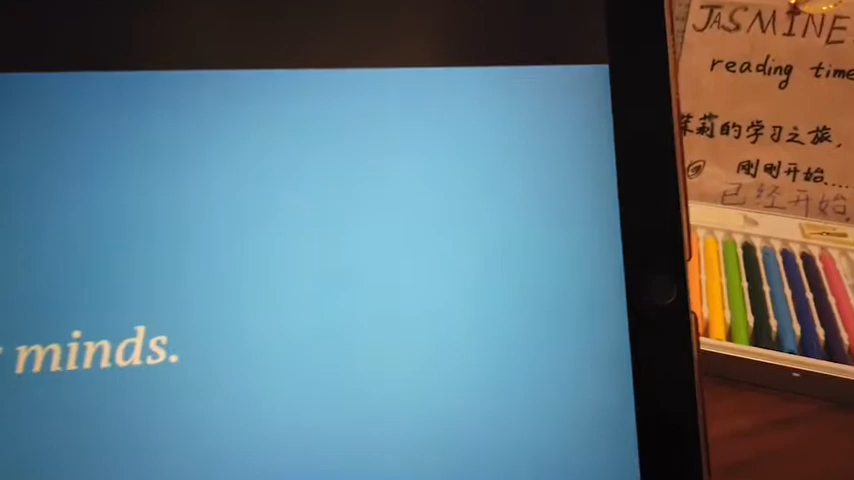 minds.
JASMINE
reading time
茉莉的学习之旅,
刚刚开始
已经开始,